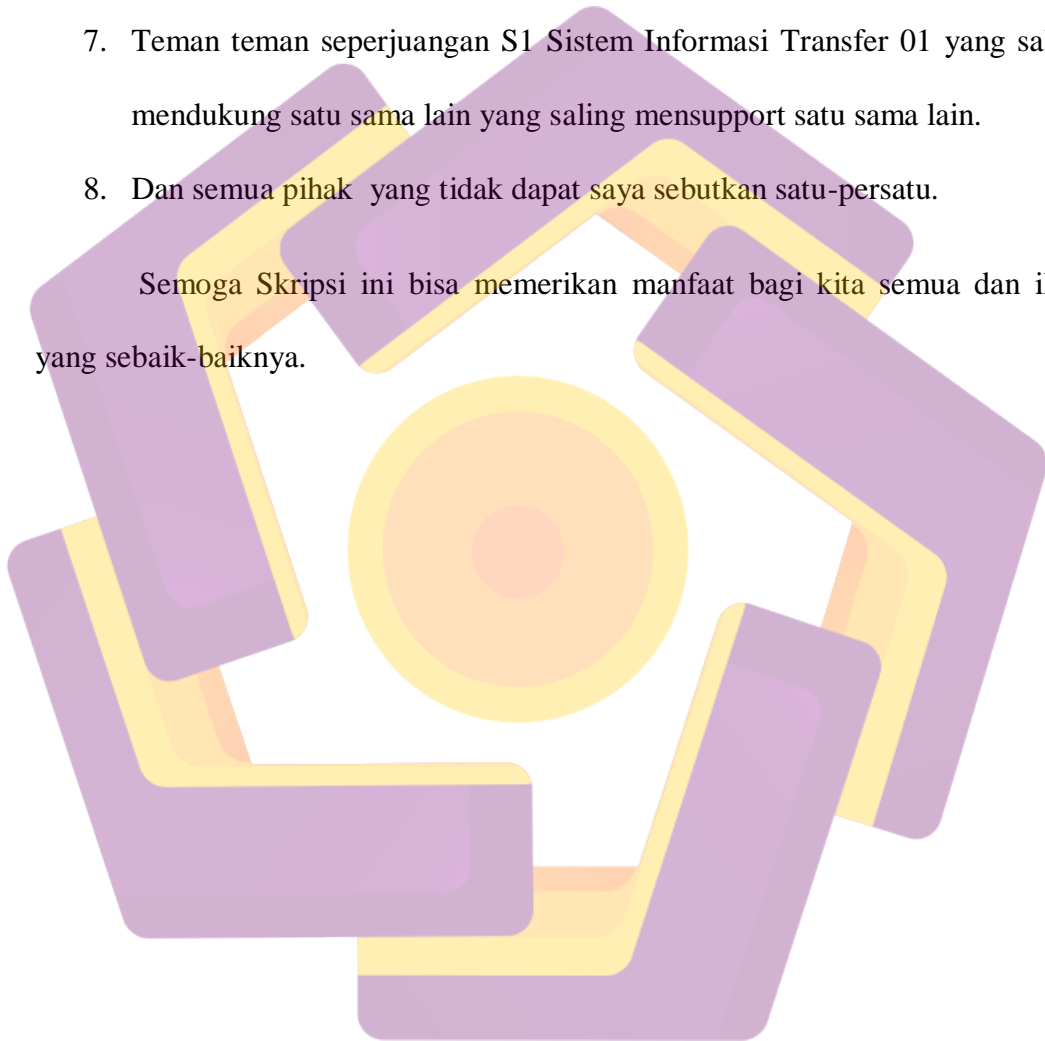 7. Teman teman seperjuangan S1 Sistem Informasi Transfer 01 yang
mendukung satu sama lain yang saling mensupport satu sama lain.
8. Dan semua pihak yang tidak dapat saya sebutkan satu-persatu.
Semoga Skripsi ini bisa memerikan manfaat bagi kita semua dan
yang sebaik-baiknya.